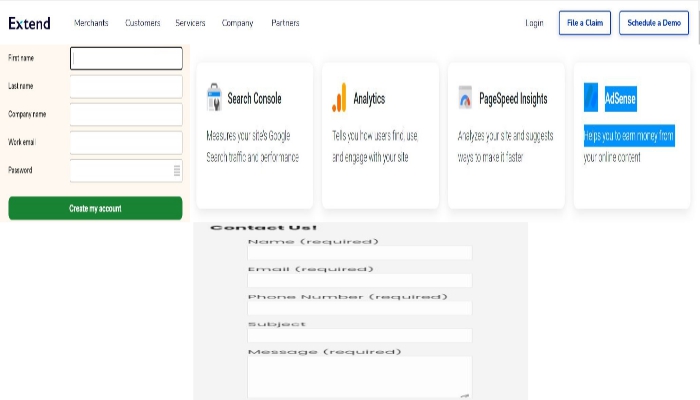 Extend
Merchants Customers Servicers Company Partners
Login File a Claim Schedule a Demo
First name
Last name
Company name
Work email
Password
Create my account
Search Console
Measures your site's Google
Search traffic and performance
Analytics
Tells you how users find, use,
and engage with your site
PageSpeed Insights
Analyzes your site and suggests
ways to make it faster
AdSense
Helps you to earn money from
your online content
Contact Us!
Name (required)
Email (required)
Phone Number (required)
Subject
Message (required)